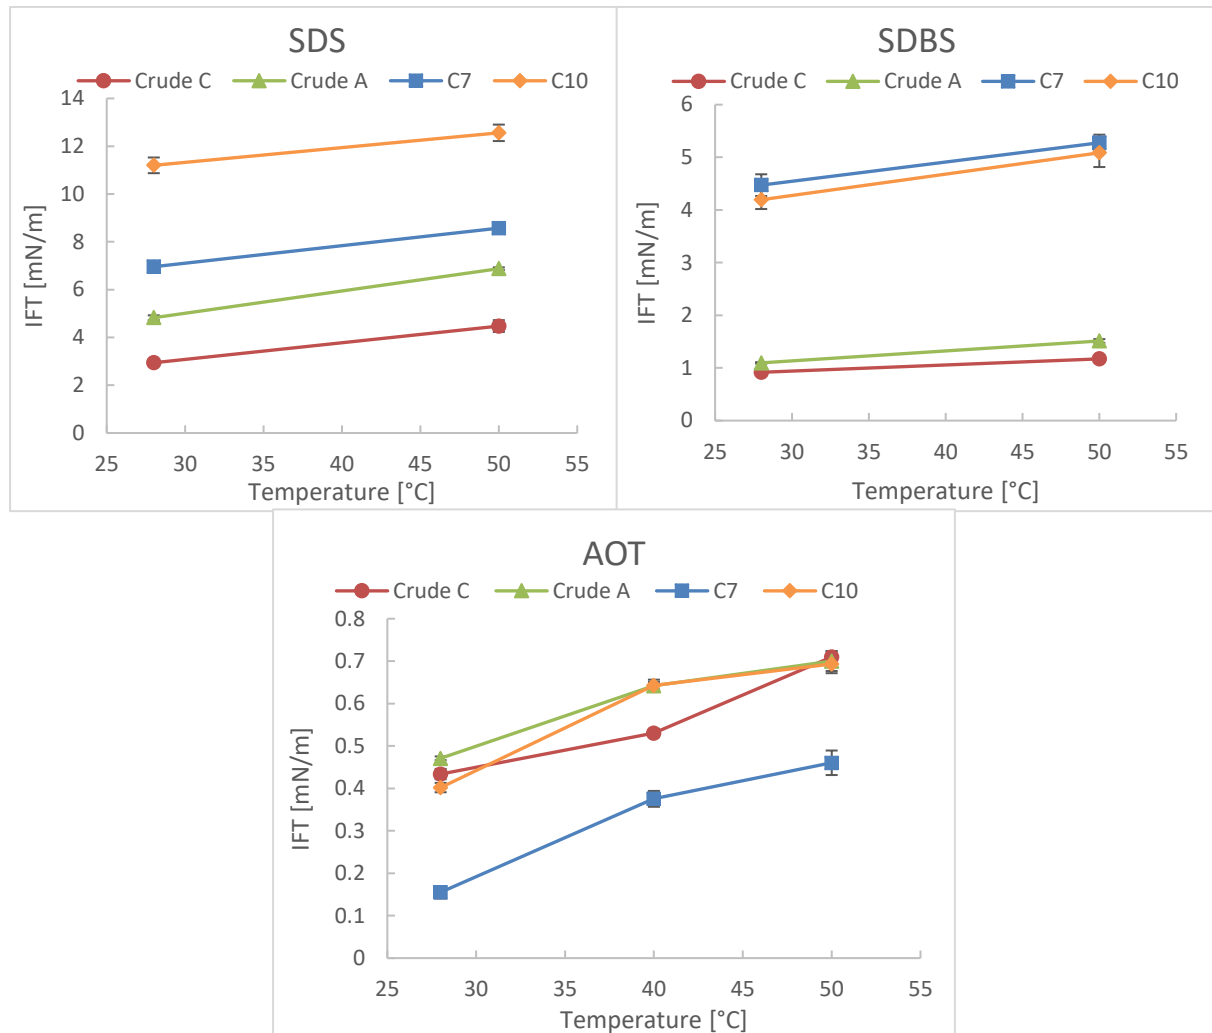 SDS
Crude C Crude A C7 C10
14
12
10
8
6
4
2
0
IFT [mN/m]
25 30 35 40 45 50 55
Temperature [°C]
SDBS
Crude C Crude A C7 C10
6
5
4
3
2
1
0
IFT [mN/m]
25 30 35 40 45 50 55
Temperature [°C]
AOT
Crude C Crude A C7 C10
0.8
0.7
0.6
0.5
0.4
0.3
0.2
0.1
0
IFT [mN/m]
25 30 35 40 45 50 55
Temperature [°C]